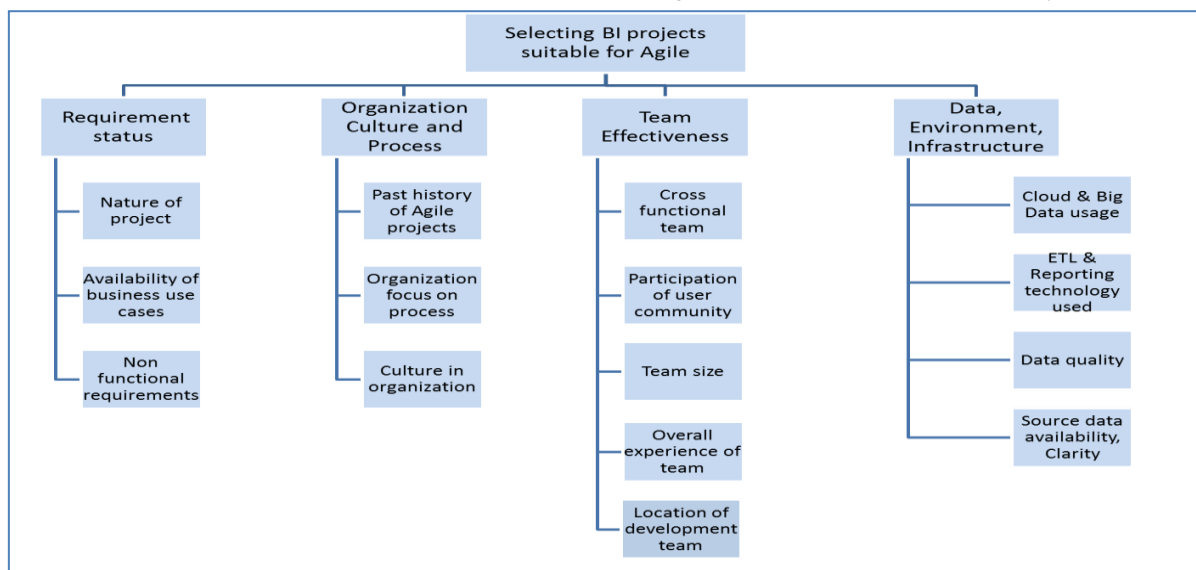 Selecting BI projects
suitable for Agile
Requirement
status
Nature of
project
Availability of
business use
cases
Non
functional
requirements
Organization
Culture and
Process
Past history
of Agile
projects
Organization
focus on
process
Culture in
organization
Team
Effectiveness
Cross
functional
team
Participation
of user
community
Team size
Overall
experience of
team
Location of
development
team
Data,
Environment,
Infrastructure
Cloud & Big
Data usage
ETL &
Reporting
technology
used
Data quality
Source data
availability,
Clarity